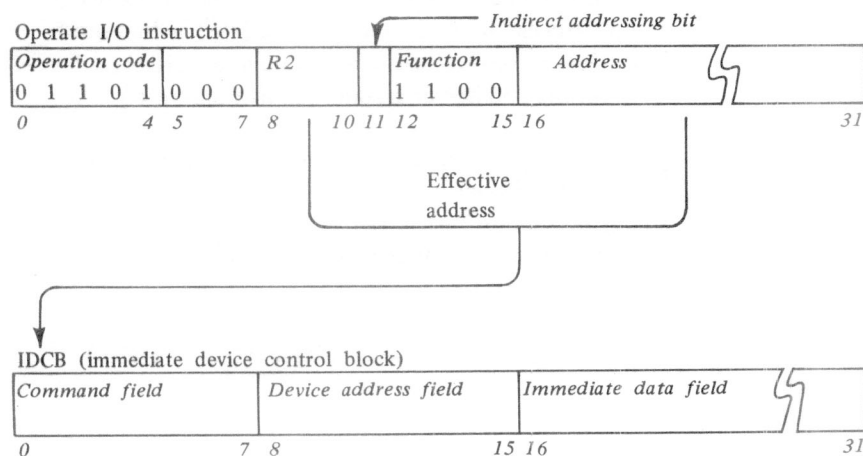 Indirect addressing bit
Operate I/O instruction
Operation code R2 Function Address
0 1 1 0 1 0 0 0 1 1 0 0
0 4 5 7 8 10 11 12 15 16 31
Effective
address
IDCB (immediate device control block)
Command field Device address field Immediate data field
0 7 8 15 16 31